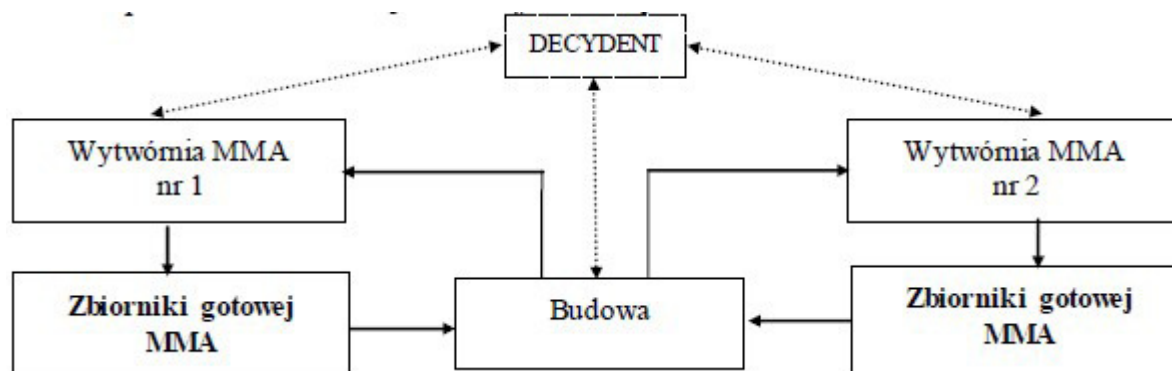 DECYDENT
Wytwórnia MMA
nr 1
Wytwórnia MMA
nr 2
Zbiorniki gotowej
MMA
Budowa
Zbiorniki gotowej
MMA